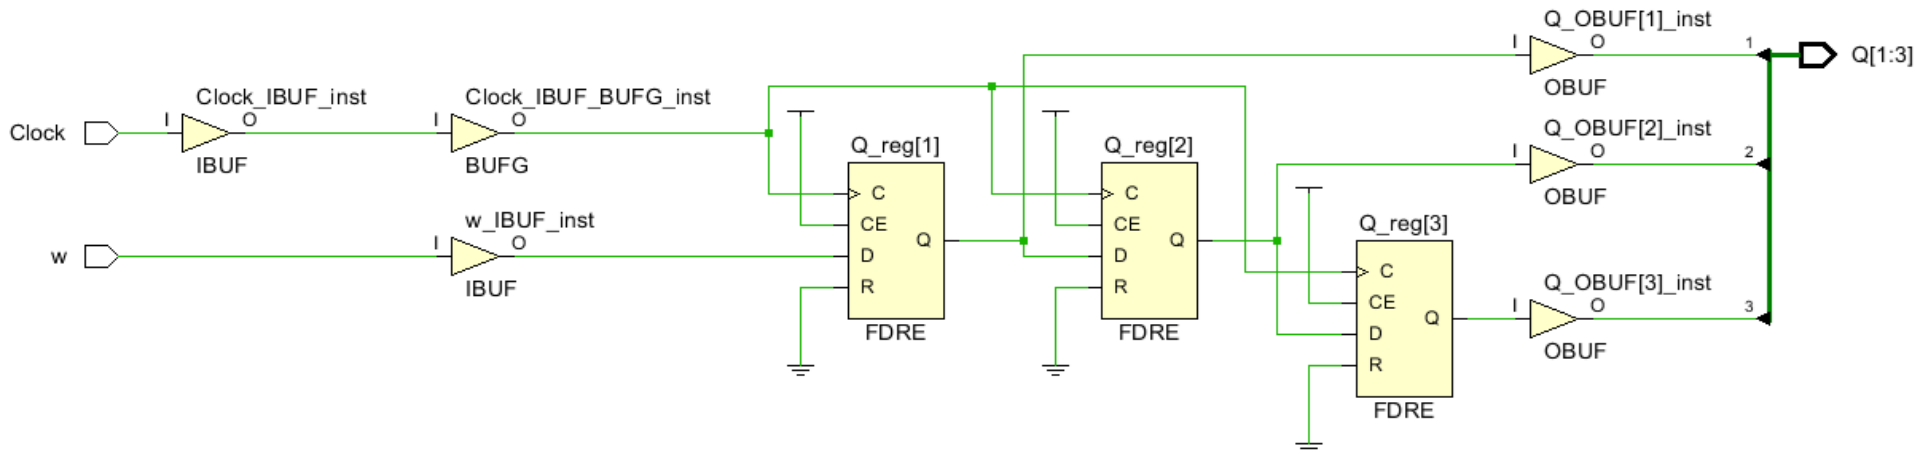 Q_OBUF[1]_inst
I
O
1
Q[1:3]
OBUF
Clock_IBUF_inst
Clock_IBUF_BUFG_inst
Clock
I
O
I
O
IBUF
BUFG
Q_OBUF[2]_inst
I
O
2
OBUF
Q_reg[1]
C
CE
Q
D
R
FDRE
Q_reg[2]
C
CE
Q
D
R
FDRE
w_IBUF_inst
w
I
O
IBUF
Q_reg[3]
C
CE
Q
D
R
FDRE
Q_OBUF[3]_inst
I
O
3
OBUF